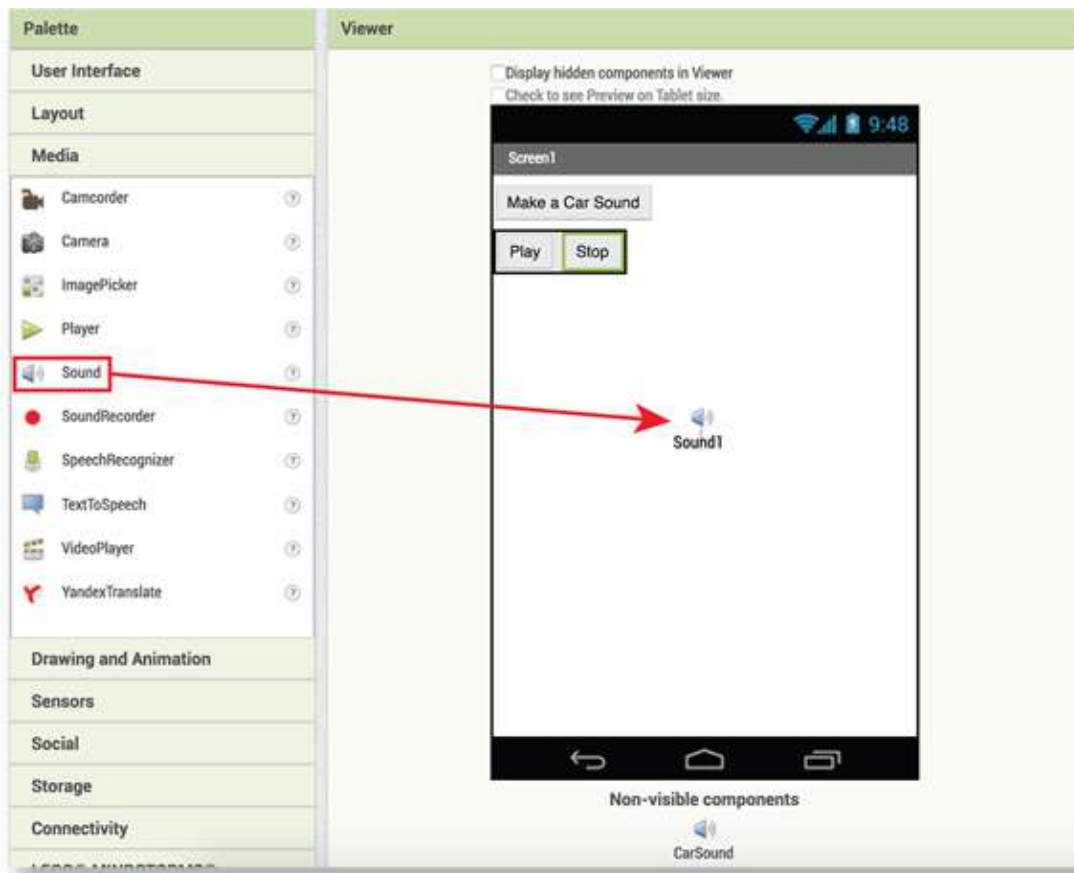 Palette
User Interface
Layout
Media
Camcorder
Camera
ImagePicker
Player
Sound
SoundRecorder
SpeechRecognizer
TextToSpeech
VideoPlayer
YandexTranslate
Drawing and Animation
Sensors
Social
Storage
Connectivity
Viewer
Display hidden components in Viewer
Check to see Preview on Tablet size.
9:48
Screen1
Make a Car Sound
Play Stop
Sound1
Non-visible components
CarSound